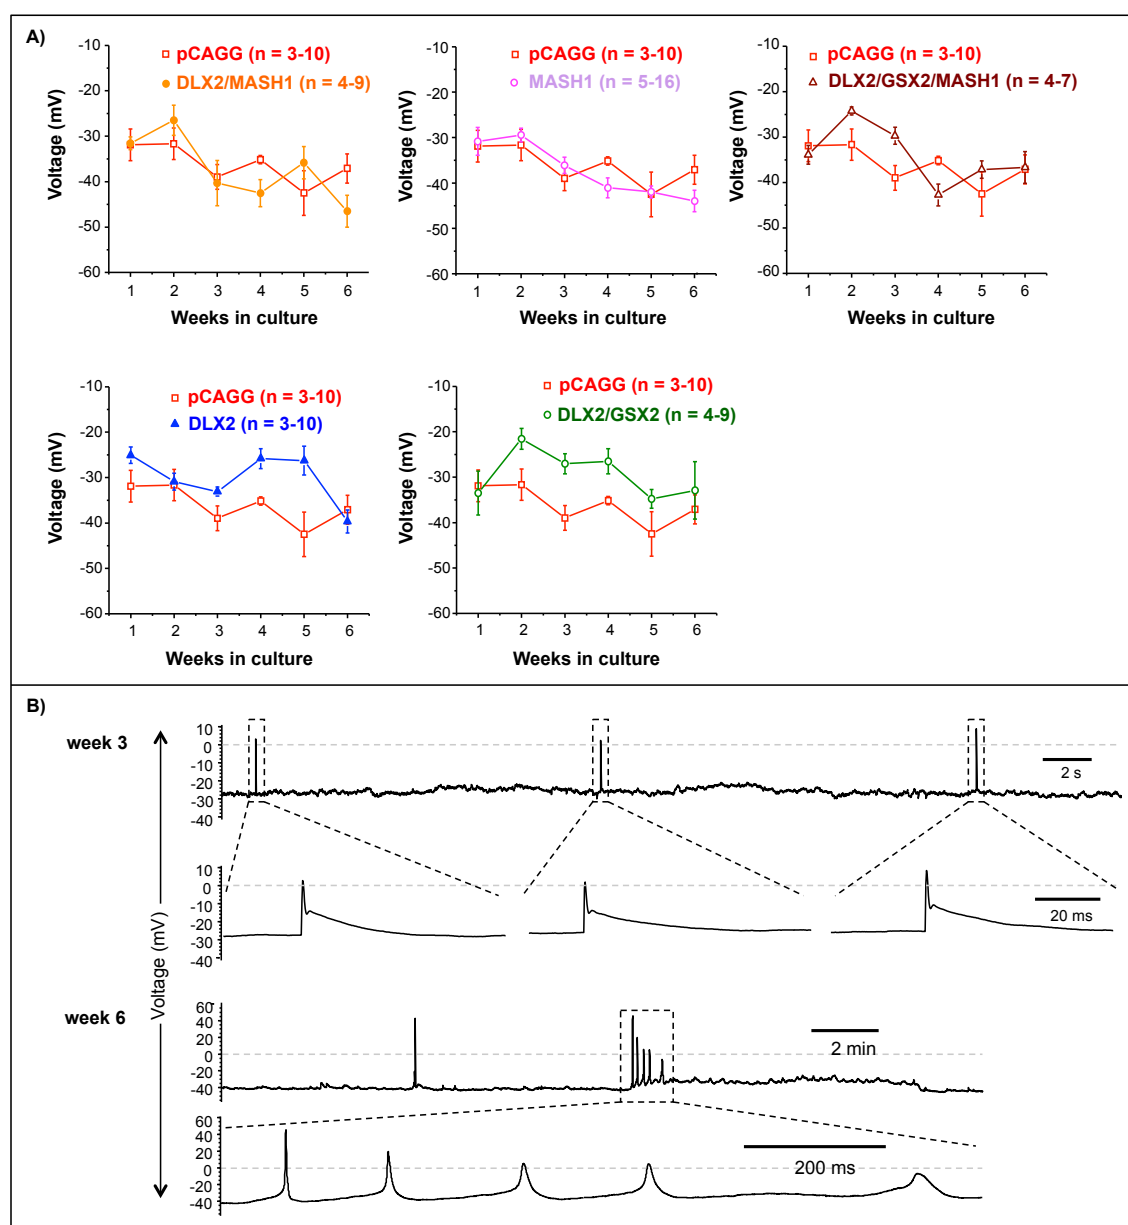 A)
pCAGG (n = 3-10)
DLX2/MASH1 (n = 4-9)
Voltage (mV)
-10
-20
-30
-40
-50
-60
1 2 3 4 5 6
Weeks in culture
pCAGG (n = 3-10)
MASH1 (n = 5-16)
Voltage (mV)
-10
-20
-30
-40
-50
-60
1 2 3 4 5 6
Weeks in culture
pCAGG (n = 3-10)
DLX2/GSX2/MASH1 (n = 4-7)
Voltage (mV)
-10
-20
-30
-40
-50
-60
1 2 3 4 5 6
Weeks in culture
pCAGG (n = 3-10)
DLX2 (n = 3-10)
Voltage (mV)
-10
-20
-30
-40
-50
-60
1 2 3 4 5 6
Weeks in culture
pCAGG (n = 3-10)
DLX2/GSX2 (n = 4-9)
Voltage (mV)
-10
-20
-30
-40
-50
-60
1 2 3 4 5 6
Weeks in culture
B)
week 3
Voltage (mV)
10
0
-20
-30
-40
2 s
10
0
-10
-20
-30
-40
20 ms
week 6
60
40
0
-40
2 min
60
40
20
0
-20
-40
200 ms